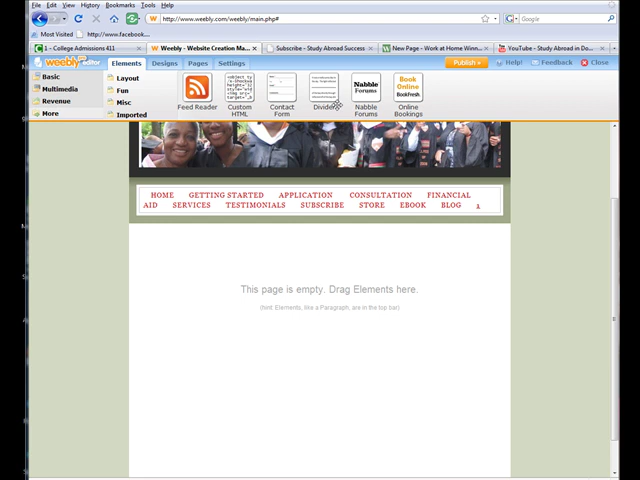 File Edit View History Bookmarks Tools Help
http://www.weebly.com/weebly/main.php#
Google
Most Visited http://www.facebook....
1 - College Admissions 411 Weebly - Website Creation Ma... Subscribe - Study Abroad Success New Page - Work at Home Winn... YouTube - Study Abroad in Do...
weebly editor Elements Designs Pages Settings Publish » Help! Feedback Close
Basic
Multimedia
Revenue
More
Layout
Fun
Misc
Imported
Feed Reader
Custom HTML
Contact Form
Divider
Nabble Forums
Nabble Forums
Book Online
BookFresh
Online Bookings
HOME GETTING STARTED APPLICATION CONSULTATION FINANCIAL
AID SERVICES TESTIMONIALS SUBSCRIBE STORE EBOOK BLOG 1
This page is empty. Drag Elements here.
(hint: Elements, like a Paragraph, are in the top bar)